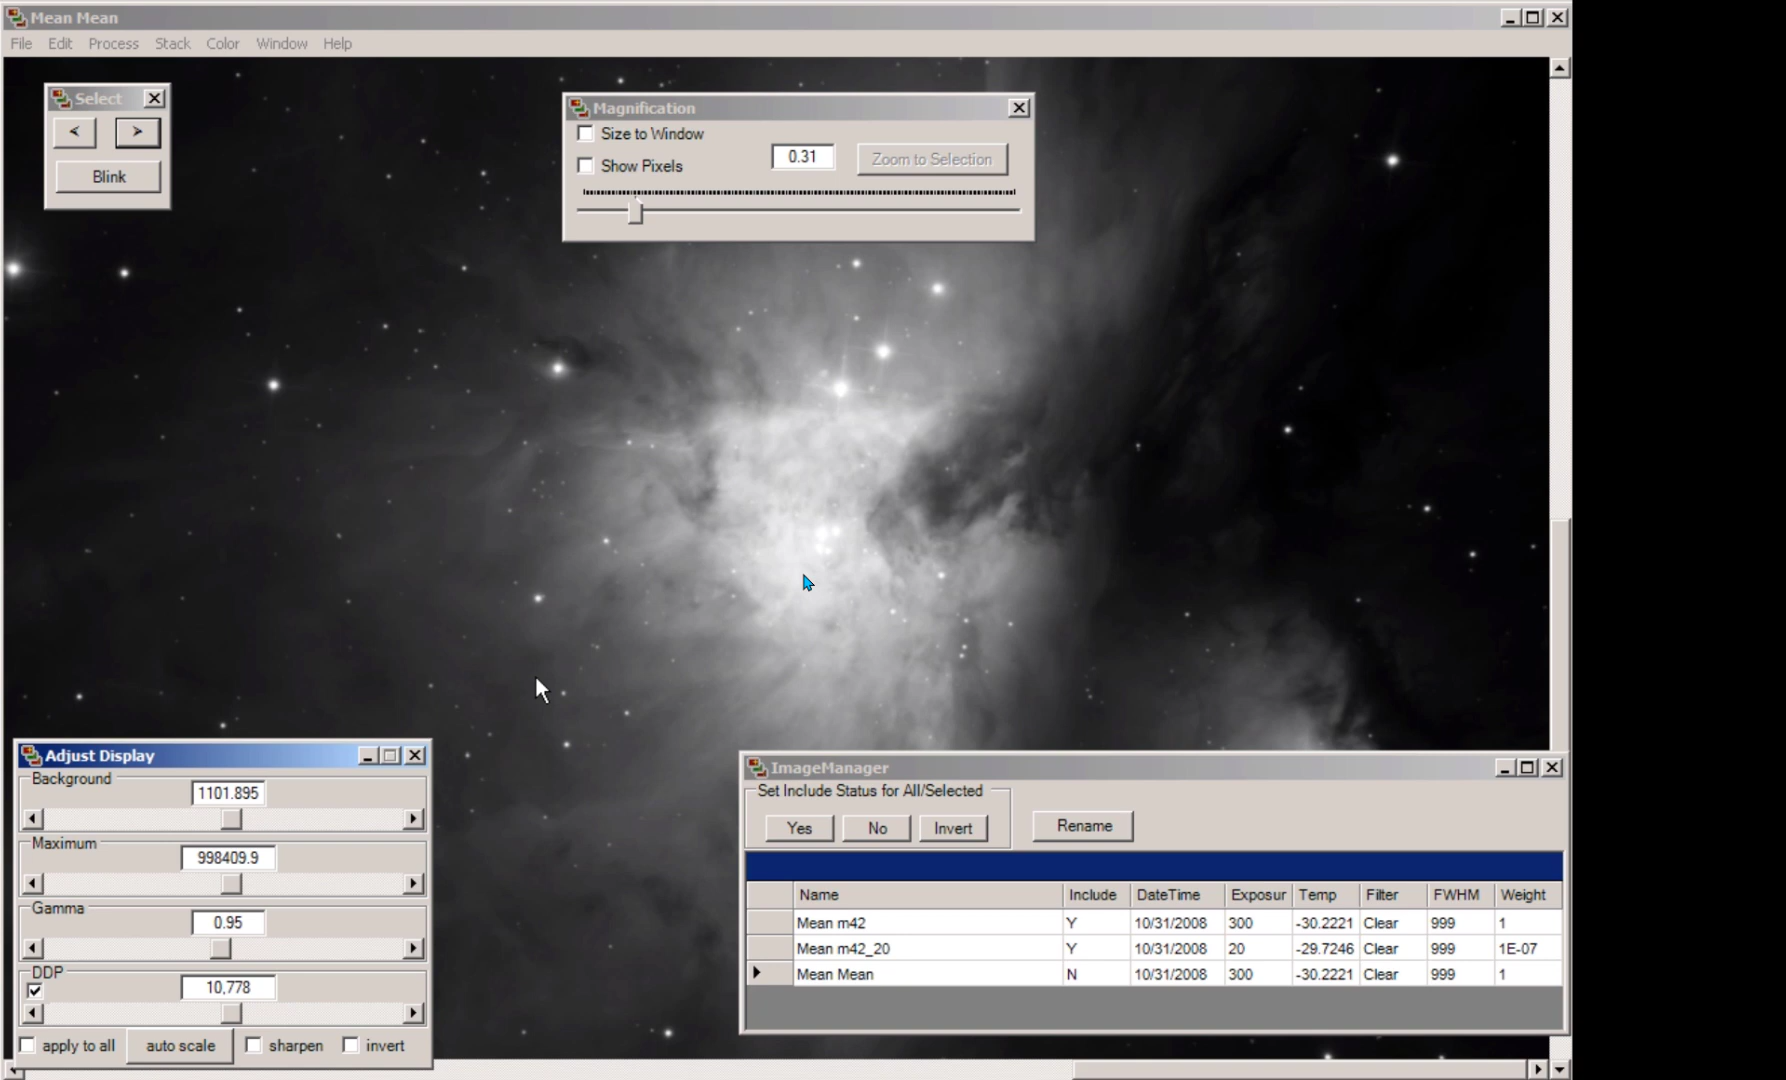 Mean Mean
File Edit Process Stack Color Window Help
Select
< >
Blink
Magnification
Size to Window
Show Pixels
0.31
Zoom to Selection
Adjust Display
Background
1101.895
Maximum
998409.9
Gamma
0.95
DDP
10,778
apply to all auto scale sharpen invert
ImageManager
Set Include Status for All/Selected
Yes No Invert Rename
Name Include DateTime Exposur Temp Filter FWHM Weight
Mean m42 Y 10/31/2008 300 -30.2221 Clear 999 1
Mean m42_20 Y 10/31/2008 20 -29.7246 Clear 999 1E-07
Mean Mean N 10/31/2008 300 -30.2221 Clear 999 1